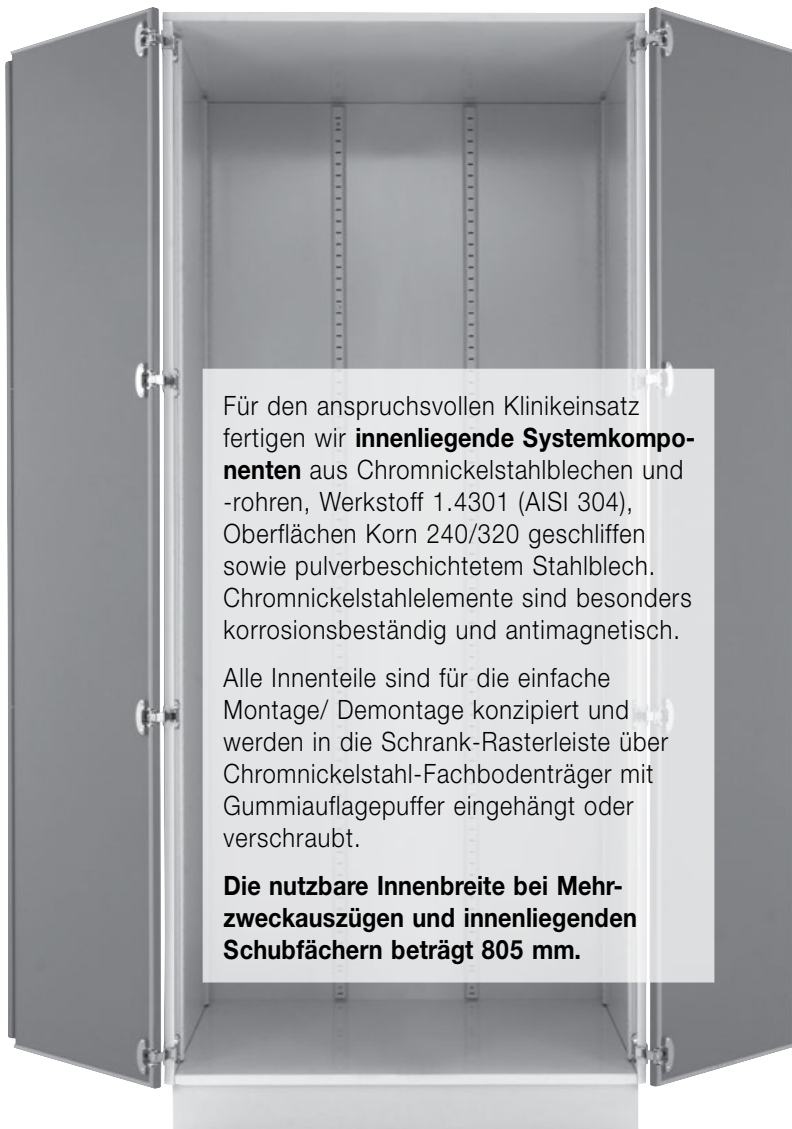 Für den anspruchsvollen Klinikeinsatz
fertigen wir innenliegende Systemkompo-
nenten aus Chromnickelstahlblechen und
-rohren, Werkstoff 1.4301 (AISI 304),
Oberflächen Korn 240/320 geschliffen
sowie pulverbeschichtetem Stahlblech.
Chromnickelstahlelemente sind besonders
korrosionsbeständig und antimagnetisch.
Alle Innenteile sind für die einfache
Montage/ Demontage konzipiert und
werden in die Schrank-Rasterleiste über
Chromnickelstahl-Fachbodenträger mit
Gummiauflagepuffer eingehängt oder
verschraubt.
Die nutzbare Innenbreite bei Mehr-
zweckauszügen und innenliegenden
Schubfächern beträgt 805 mm.